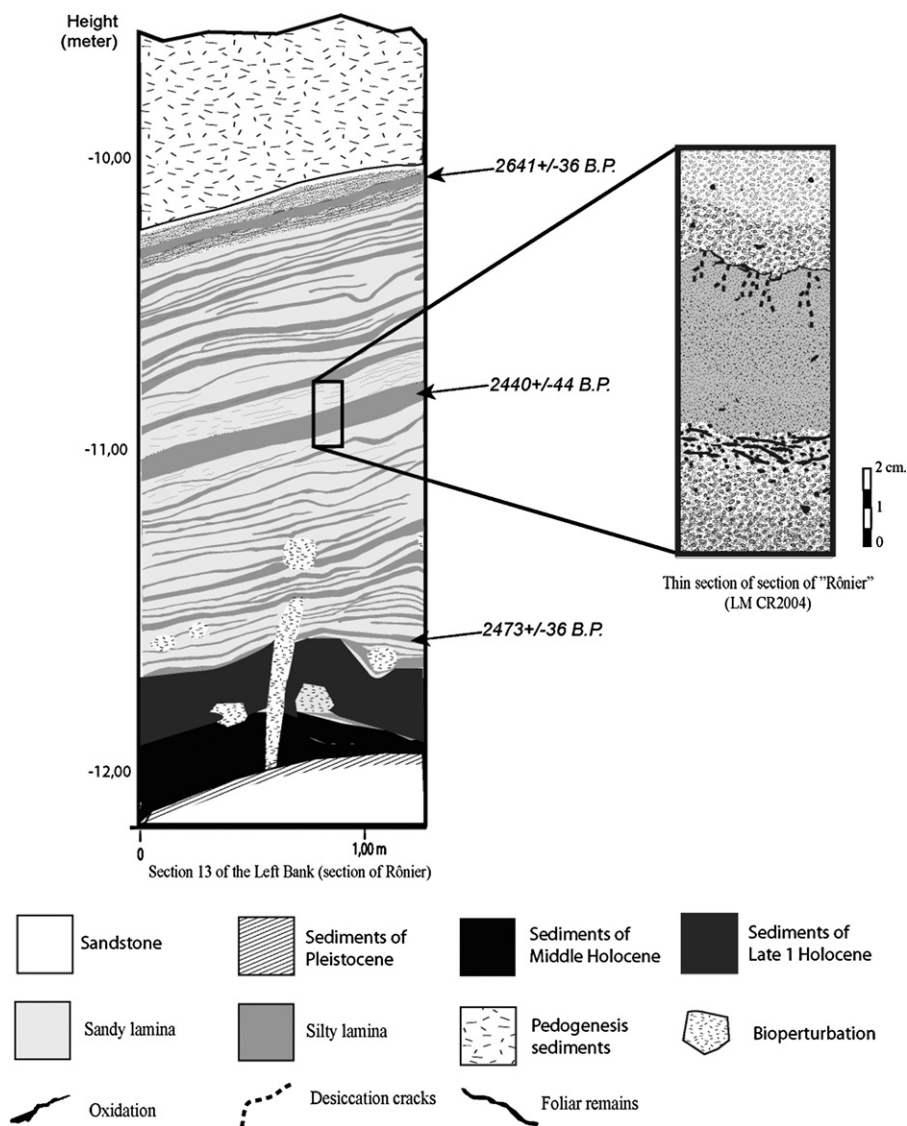 Height
(meter)
-10,00
-11,00
-12,00
2641+/-36 B.P.
2440+/-44 B.P.
2473+/-36 B.P.
0
1,00 m
Section 13 of the Left Bank (section of Rônier)
2 cm.
1
0
Thin section of section of "Rônier"
(LM CR2004)
Sandstone
Sediments of
Pleistocene
Sediments of
Middle Holocene
Sediments of
Late 1 Holocene
Sandy lamina
Silty lamina
Pedogenesis
sediments
Bioperturbation
Oxidation
Desiccation cracks
Foliar remains